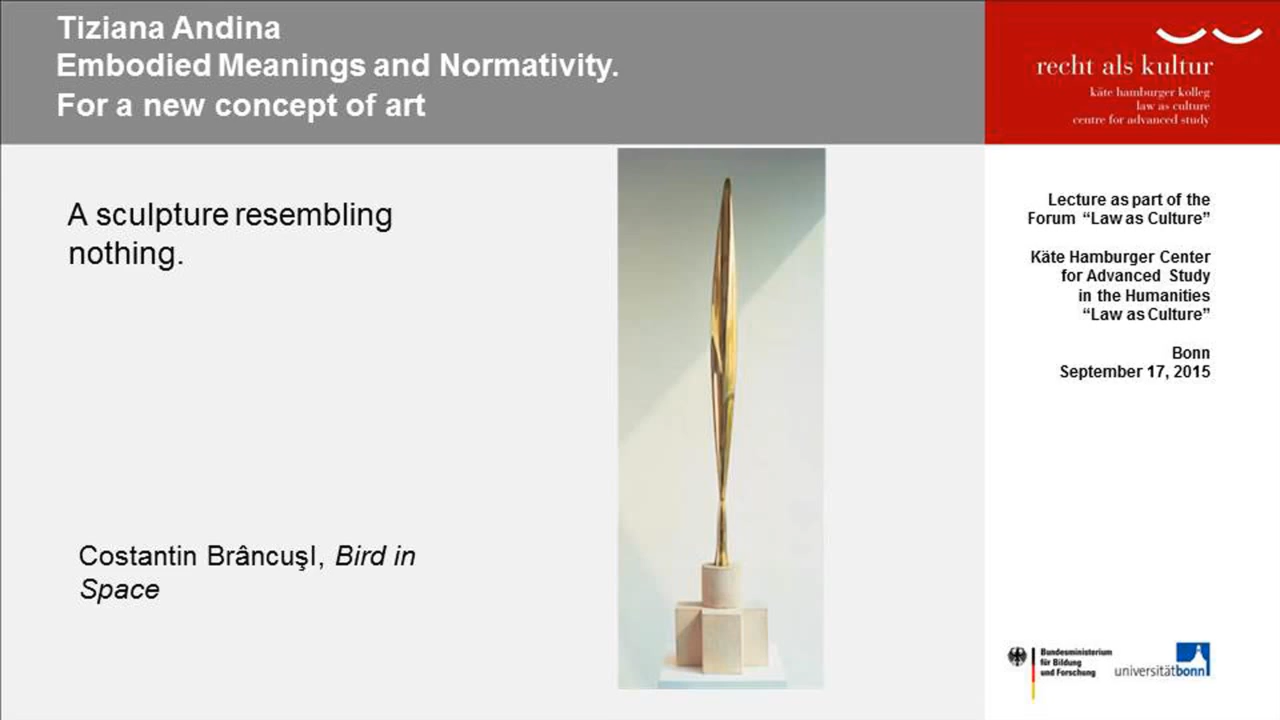 Tiziana Andina
Embodied Meanings and Normativity.
For a new concept of art
recht als kultur
käte hamburger kolleg
law as culture
centre for advanced study
A sculpture resembling
nothing.
Costantin BrâncuşI, Bird in
Space
Lecture as part of the
Forum “Law as Culture”
Käte Hamburger Center
for Advanced Study
in the Humanities
“Law as Culture”
Bonn
September 17, 2015
Bundesministerium
für Bildung
und Forschung
universitätbonn